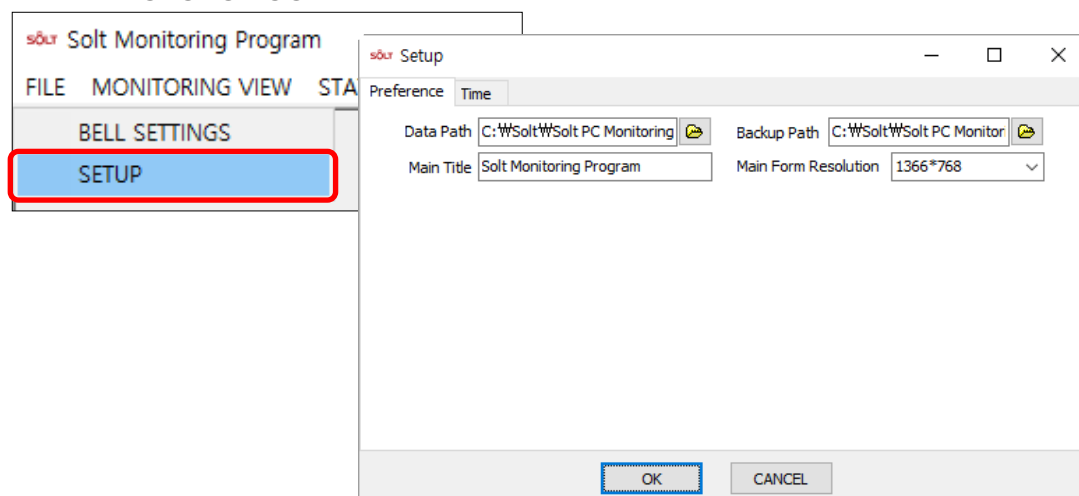 SOLT Solt Monitoring Program
FILE MONITORING VIEW STA
BELL SETTINGS
SETUP
SOLT Setup
Preference Time
Data Path C:₩Solt₩Solt PC Monitoring Backup Path C:₩Solt₩Solt PC Monitor
Main Title Solt Monitoring Program Main Form Resolution 1366*768
OK CANCEL